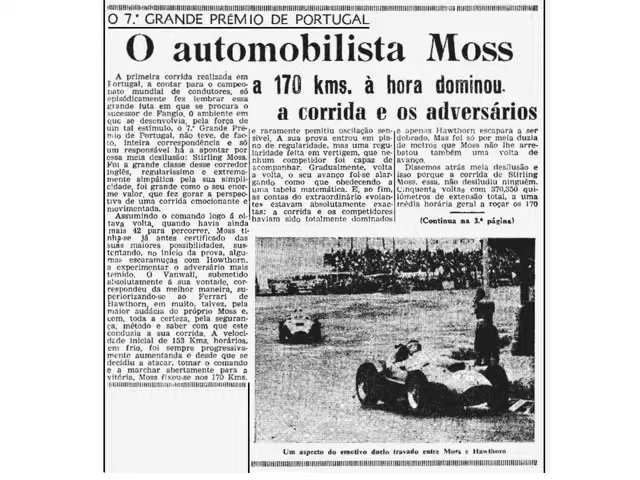 O 7.º GRANDE PRÉMIO DE PORTUGAL
O automobilista Moss
a 170 kms. à hora dominou
a corrida e os adversários
A primeira corrida realizada em
Portugal, a contar para o campeo-
nato mundial de condutores, só
episódicamente fez lembrar essa
grande luta em que se procura o
sucessor de Fangio. O ambiente em
que se desenvolvia, pela força de
um tal estímulo, o 7.º Grande Pré-
mio de Portugal, não teve, de fac-
to, inteira correspondência e só
um responsável há a apontar por
essa meia desilusão: Stirling Moss.
Foi a grande classe desse corredor
inglês, regularíssimo e extrema-
mente simpática pela sua simpli-
cidade, foi grande como o seu enor-
me valor, que fez gorar a perspec-
tiva de uma corrida emocionante e
movimentada.
Assumindo o comando logo á oi-
tava volta, quando havia ainda
mais 42 para percorrer, Moss ti-
nha-se já antes certificado das
suas maiores possibilidades, sus-
tentando, no início da prova, algu-
mas escaramuças com Howthorn,
a experimentar o adversário mais
temido. O Vanwall, submetido
absolutamente á sua vontade, cor-
respondeu da melhor maneira, su-
periorizando-se ao Ferrari de
Hawthorn, em muito, talvez, pela
maior audácia do próprio Moss e,
com, toda a certeza, pela seguran-
ça, método e saber com que este
conduzia a sua corrida. A veloci-
dade inicial de 153 Kms. horários,
em frio, foi sempre progressiva-
mente aumentanda e desde que se
decidiu a atacar, tomar o comando
e a marchar abertamente para a
vitória, Moss fixou-se nos 170 Kms.
e raramente pemitiu oscilação sen-
sível. A sua prova entrou em pla-
no de regularidade, mas uma regu-
laridade feita em vertigem, que ne-
nhum competidor foi capaz de
acompanhar. Gradualmente, volta
a volta, o seu avanço foi-se alar-
gando como que obedecendo a
uma tabela matemática. E, no fim,
as contas do extraordinário evolan-
te» estavam absolutamente exac-
tas: a corrida e os competidores
haviam sido totalmente dominados
e apenas Hawthorn escapara a ser
dobrado. Mas foi só por meia duzia
de metros que Moss não lhe arre-
botou também uma volta de
avanço.
Dissemos atrás meia desilusão e
isso porque a corrida de Stirling
Moss, essa, não desiludiu ninguém.
Cinquenta voltas com 370,350 qui-
lómetros de extensão total, a uma
média horária geral a roçar os 170
(Continua na 3.ª página)
Um aspecto do emotivo duelo travado entre Moss e Hawthorn